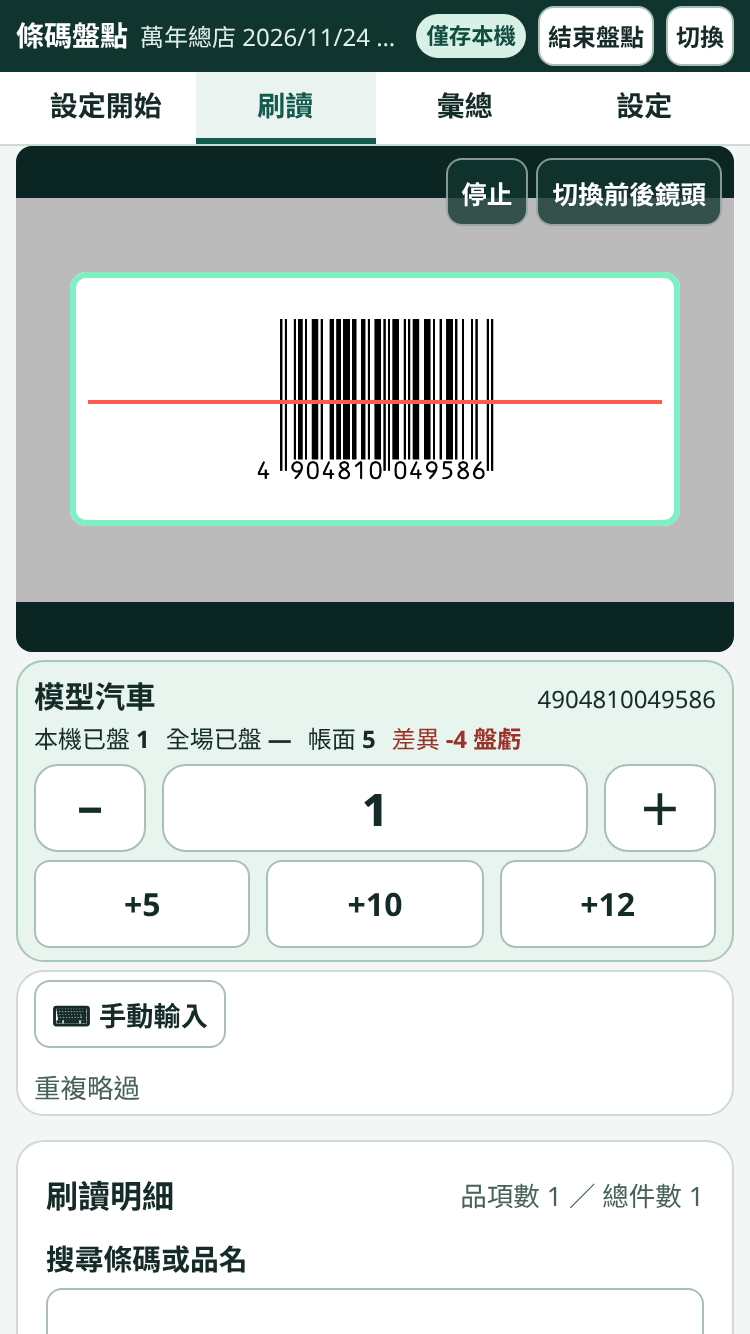 條碼盤點 萬年總店 2026/11/24 ... 僅存本機 結束盤點 切換
設定開始 刷讀 彙總 設定
停止 切換前後鏡頭
4 904810 049586
模型汽車 4904810049586
本機已盤 1 全場已盤 — 帳面 5 差異 -4 盤虧
− 1 +
+5 +10 +12
⌨ 手動輸入
重複略過
刷讀明細 品項數 1 ／ 總件數 1
搜尋條碼或品名